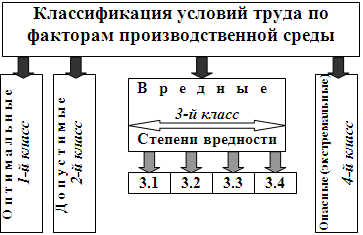 Классификация условий труда по
факторам производственной среды
Оптимальные
1-й класс
Допустимые
2-й класс
Вредные
3-й класс
Степени вредности
3.1 3.2 3.3 3.4
Опасные (экстремальные)
4-й класс